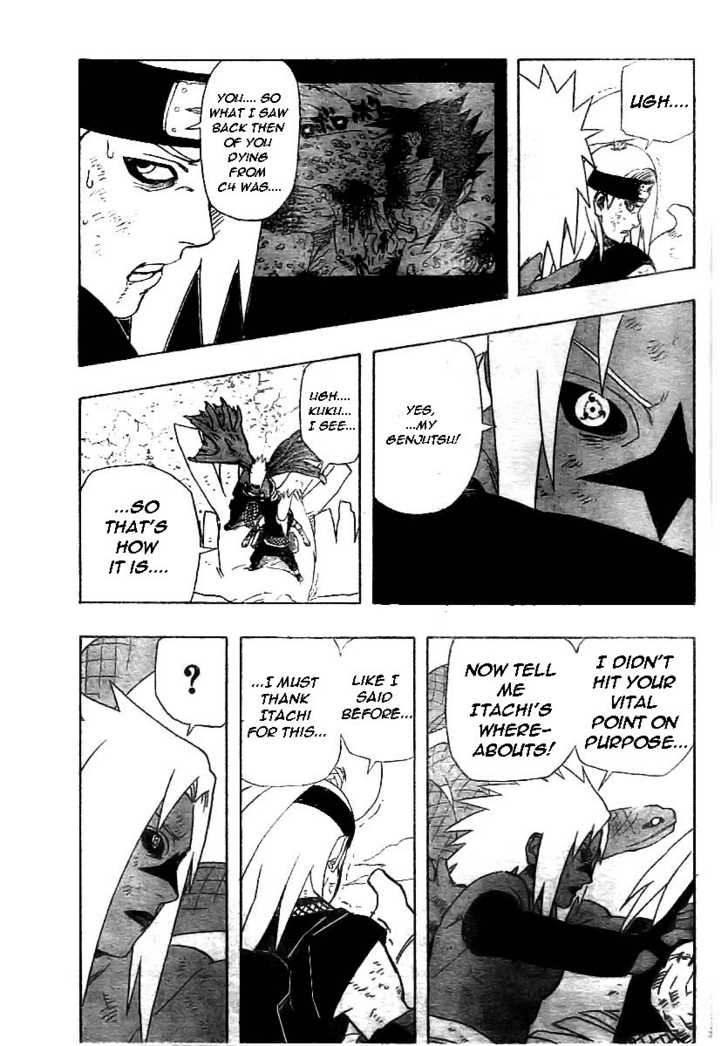 UGH....
YOU.... SO
WHAT I SAW
BACK THEN
OF YOU
DYING
FROM
C4 WAS....
YES,
...MY
GENJUTSU!
UGH....
KUKU...
I SEE...
...SO
THAT'S
HOW
IT IS....
I DIDN'T
HIT YOUR
VITAL
POINT ON
PURPOSE...
NOW TELL
ME
ITACHI'S
WHERE-
ABOUTS!
LIKE I
SAID
BEFORE...
...I MUST
THANK
ITACHI
FOR THIS...
?